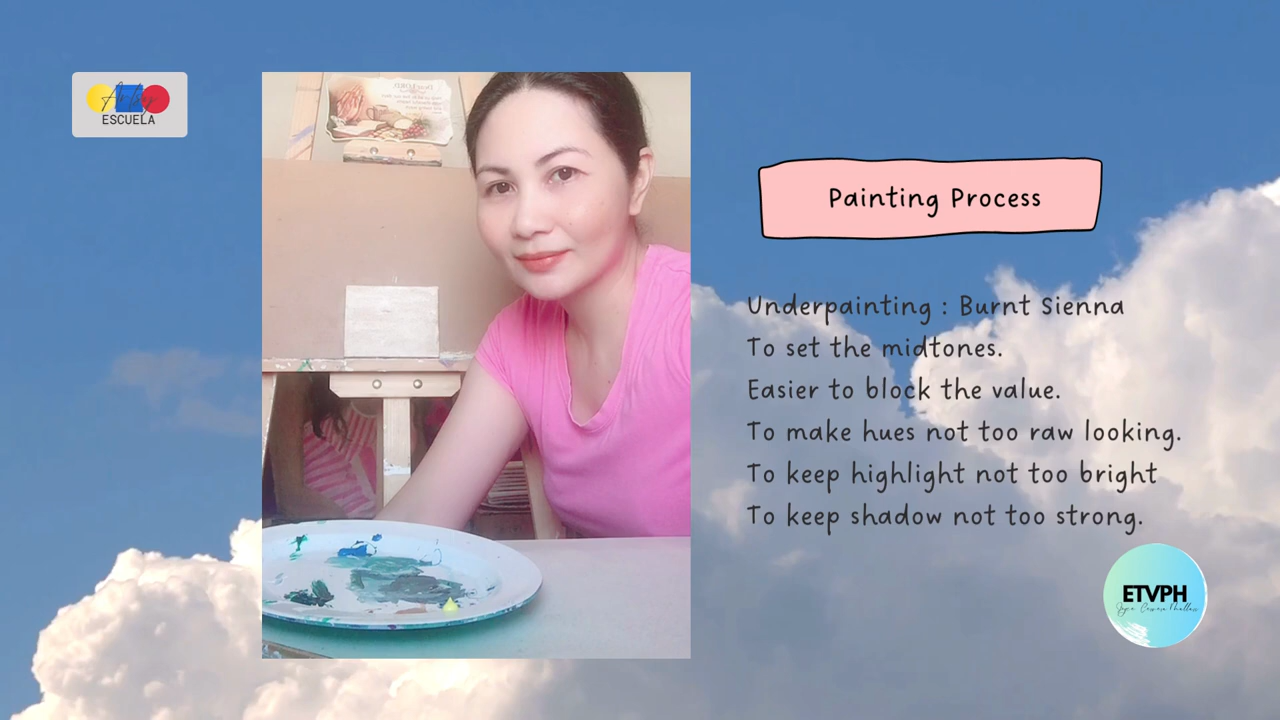 Artsy
ESCUELA
Painting Process
Underpainting : Burnt Sienna
To set the midtones.
Easier to block the value.
To make hues not too raw looking.
To keep highlight not too bright
To keep shadow not too strong.
ETVPH